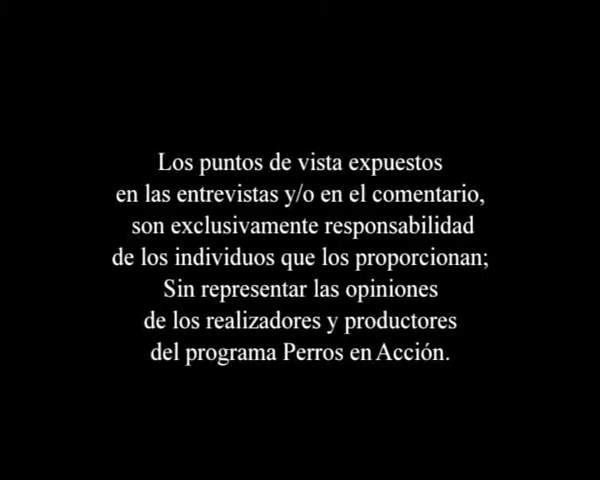 Los puntos de vista expuestos
en las entrevistas y/o en el comentario,
son exclusivamente responsabilidad
de los individuos que los proporcionan;
Sin representar las opiniones
de los realizadores y productores
del programa Perros en Acción.